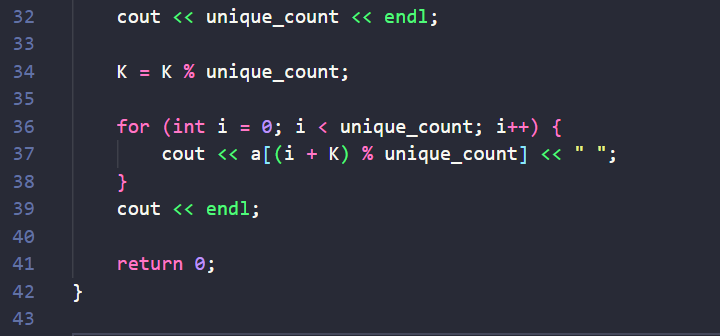 32 cout << unique_count << endl;
33
34 K = K % unique_count;
35
36 for (int i = 0; i < unique_count; i++) {
37 cout << a[(i + K) % unique_count] << " ";
38 }
39 cout << endl;
40
41 return 0;
42 }
43